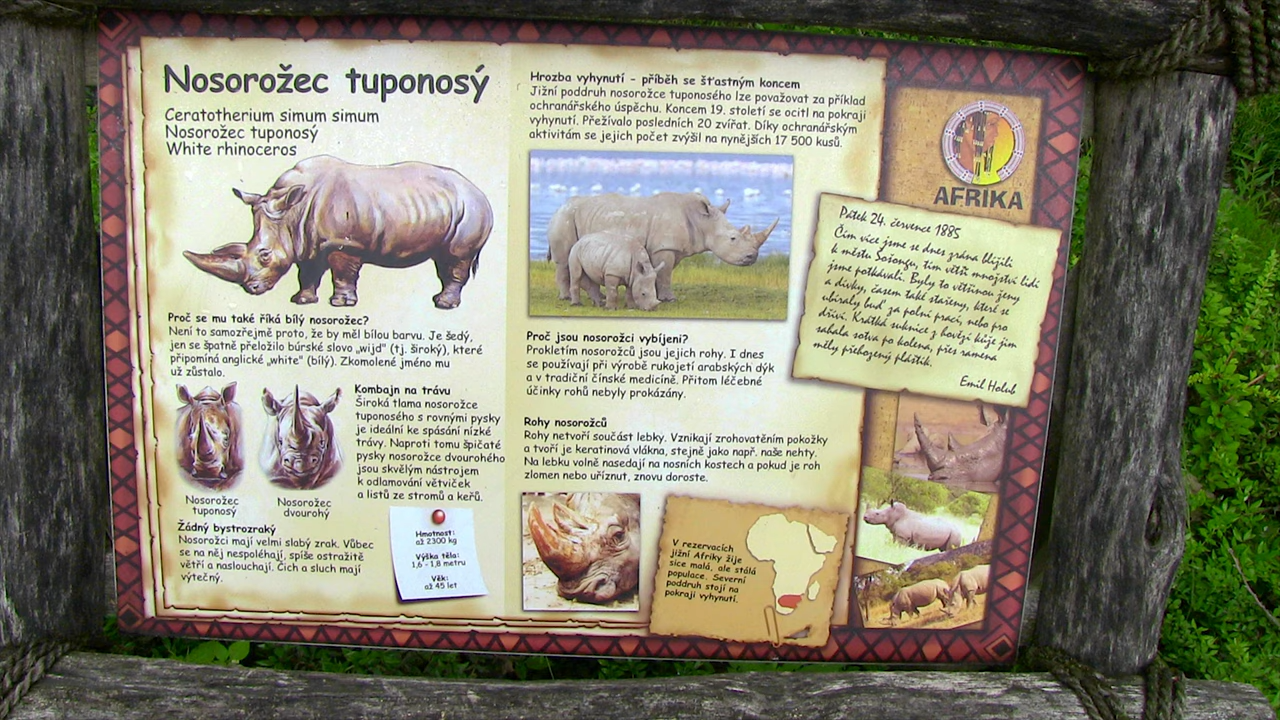 Nosorožec tuponosý
Ceratotherium simum simum
Nosorožec tuponosý
White rhinoceros
Proč se mu také říká bílý nosorožec?
Není to samozřejmě proto, že by měl bílou barvu. Je šedý,
jen se špatně přeložilo búrské slovo „wijd" (tj. široký), které
připomíná anglické „white" (bílý). Zkomolené jméno mu
už zůstalo.
Nosorožec
tuponosý
Nosorožec
dvourohý
Kombajn na trávu
Široká tlama nosorožce
tuponosého s rovnými pysky
je ideální ke spásání nízké
trávy. Naproti tomu špičaté
pysky nosorožce dvourohého
jsou skvělým nástrojem
k odlamování větviček
a listů ze stromů a keřů.
Žádný bystrozraký
Nosorožci mají velmi slabý zrak. Vůbec
se na něj nespoléhají, spíše ostražitě
větří a naslouchají. Čich a sluch mají
výtečný.
Hmotnost:
až 2300 kg
Výška těla:
1,6 - 1,8 metru
Věk:
až 45 let
Hrozba vyhynutí - příběh se šťastným koncem
Jižní poddruh nosorožce tuponosého lze považovat za příklad
ochranářského úspěchu. Koncem 19. století se ocitl na pokraji
vyhynutí. Přežívalo posledních 20 zvířat. Díky ochranářským
aktivitám se jejich počet zvýšil na nynějších 17 500 kusů.
Proč jsou nosorožci vybíjeni?
Prokletím nosorožců jsou jejich rohy. I dnes
se používají při výrobě rukojetí arabských dýk
a v tradiční čínské medicíně. Přitom léčebné
účinky rohů nebyly prokázány.
Rohy nosorožců
Rohy netvoří součást lebky. Vznikají zrohovatěním pokožky
a tvoří je keratinová vlákna, stejně jako např. naše nehty.
Na lebku volně nasedají na nosních kostech a pokud je roh
zlomen nebo uříznut, znovu doroste.
V rezervacích
jižní Afriky žije
sice malá, ale stálá
populace. Severní
poddruh stojí na
pokraji vyhynutí.
AFRIKA
Pátek 24. července 1885
Čím více jsme se dnes zrána blížili
k městu Šošongu, tím větší množství lidí
jsme potkávali. Byly to většinou ženy
a dívky, časem také stařeny, které se
ubíraly buď za polní prací, nebo pro
dříví. Krátká suknice z hovězí kůže jim
sahala sotva po kolena, přes ramena
měly přehozený pláštík.
Emil Holub